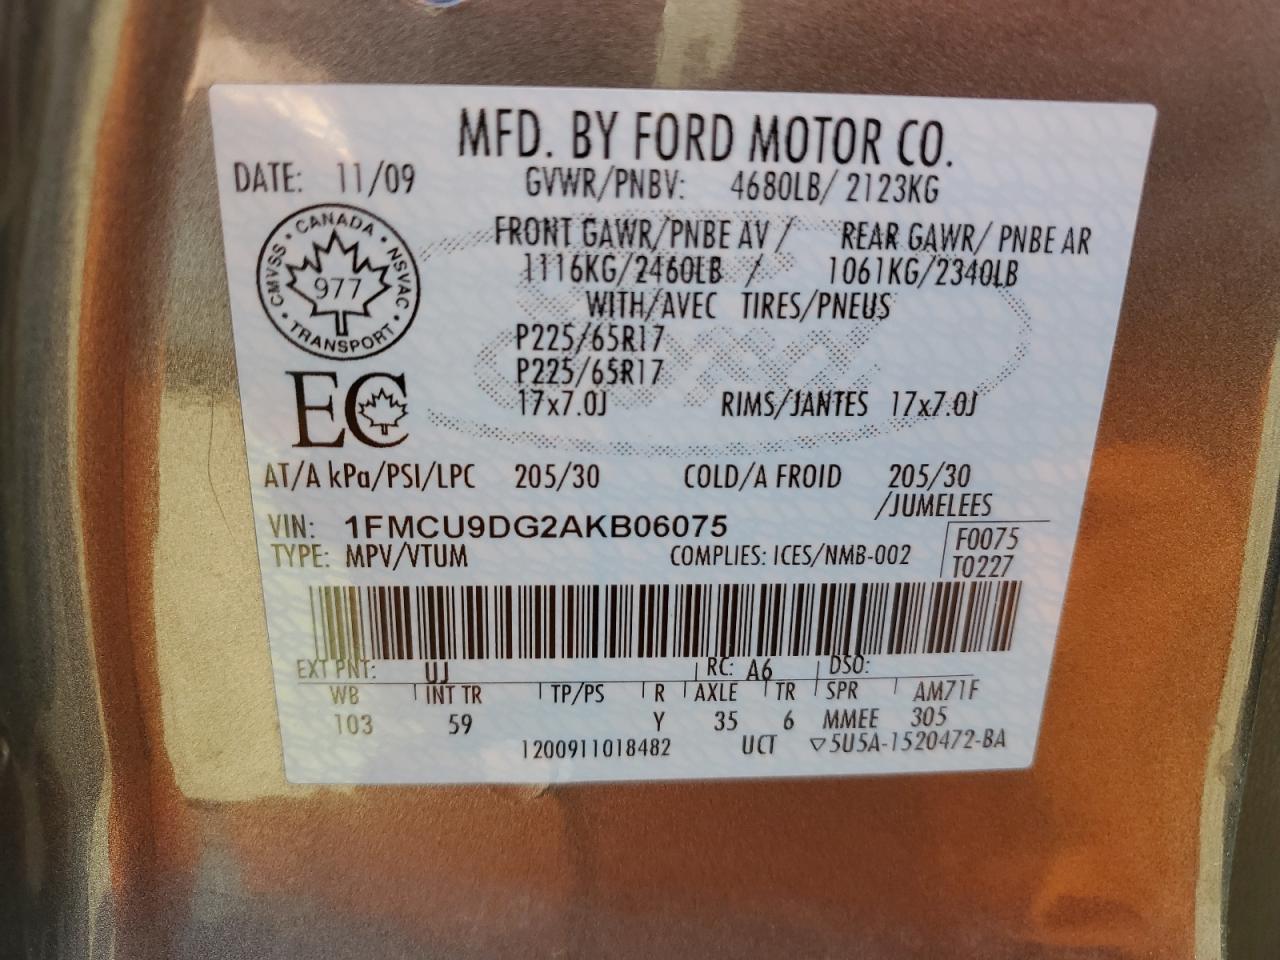 MFD. BY FORD MOTOR CO.
DATE: 11/09 GVWR/PNBV: 4680LB/ 2123KG
CANADA · NSVAC · TRANSPORT · CMVSS ·
977
FRONT GAWR/PNBE AV / REAR GAWR/ PNBE AR
1116KG/2460LB / 1061KG/2340LB
WITH/AVEC TIRES/PNEUS
P225/65R17
P225/65R17
17x7.0J RIMS/JANTES 17x7.0J
EC
AT/A kPa/PSI/LPC 205/30 COLD/A FROID 205/30
/JUMELEES
VIN: 1FMCU9DG2AKB06075
TYPE: MPV/VTUM COMPLIES: ICES/NMB-002
F0075
T0227
EXT PNT: UJ RC: A6 DSO:
WB INT TR TP/PS R AXLE TR SPR AM71F
103 59 Y 35 6 MMEE 305
1200911018482 UCT ▽5U5A-1520472-BA